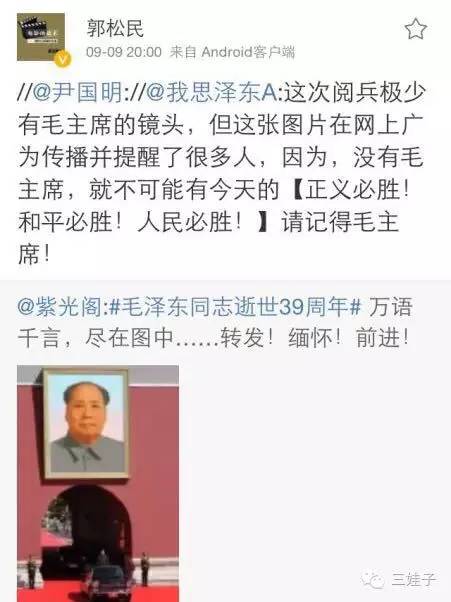 郭松民
09-09 20:00 来自 Android客户端
//@尹国明://@我思泽东A:这次阅兵极少
有毛主席的镜头，但这张图片在网上广
为传播并提醒了很多人，因为，没有毛
主席，就不可能有今天的【正义必胜！
和平必胜！人民必胜！】请记得毛主
席！
@紫光阁:#毛泽东同志逝世39周年# 万语
千言，尽在图中……转发！缅怀！前进！
三娃子